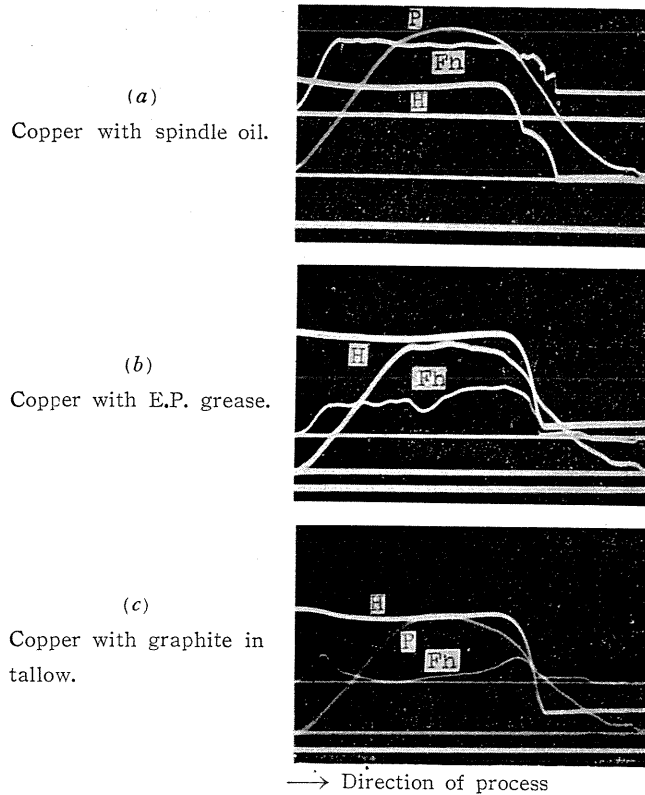 (a)
Copper with spindle oil.
P
Fh
H
(b)
Copper with E.P. grease.
H
Fh
(c)
Copper with graphite in
tallow.
H
P
Fh
⟶ Direction of process